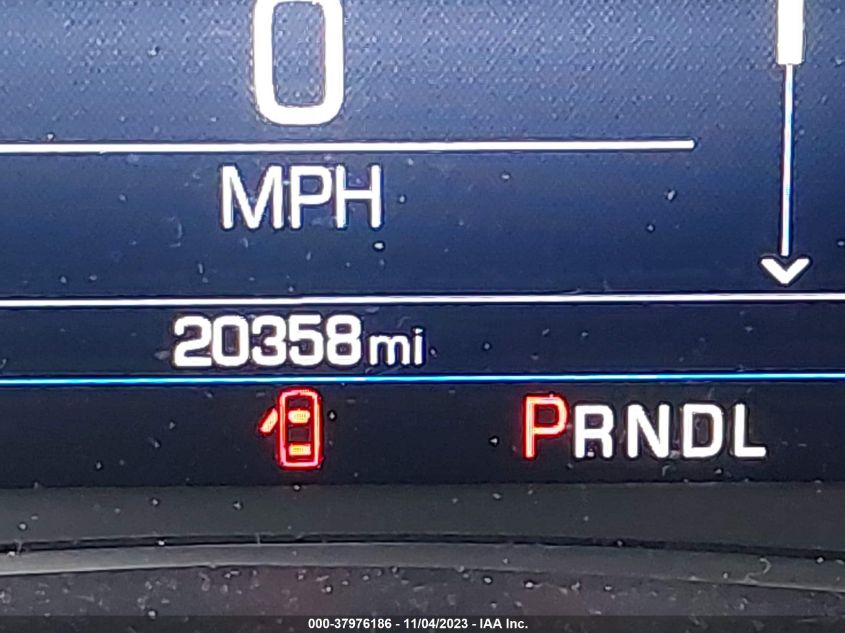 0
MPH
20358mi
PRNDL
000-37976186 - 11/04/2023 - IAA Inc.